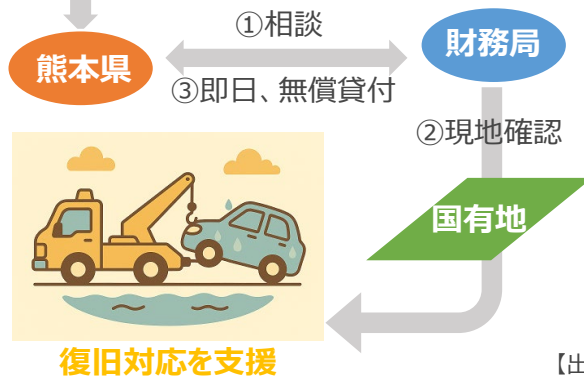 ①相談
熊本県
財務局
③即日、無償貸付
②現地確認
国有地
復旧対応を支援
【出